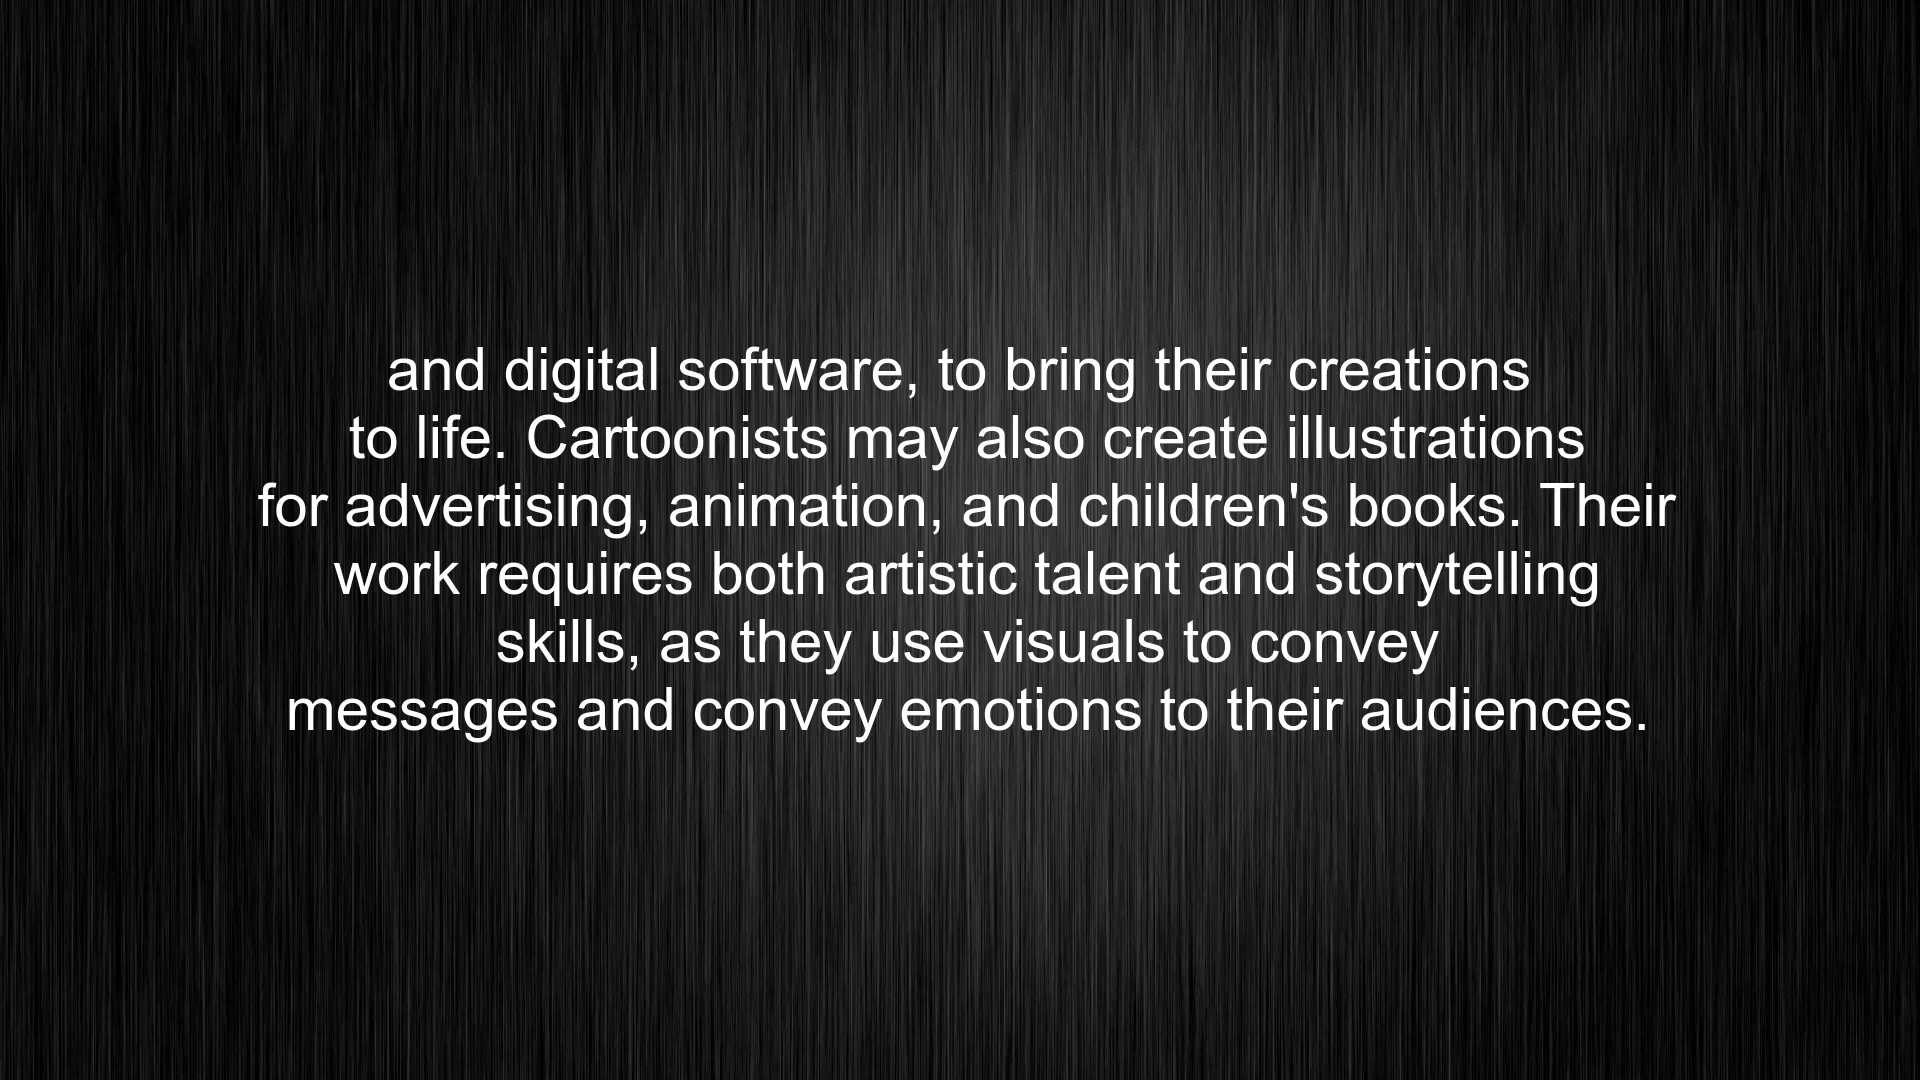 and digital software, to bring their creations
to life. Cartoonists may also create illustrations
for advertising, animation, and children's books. Their
work requires both artistic talent and storytelling
skills, as they use visuals to convey
messages and convey emotions to their audiences.